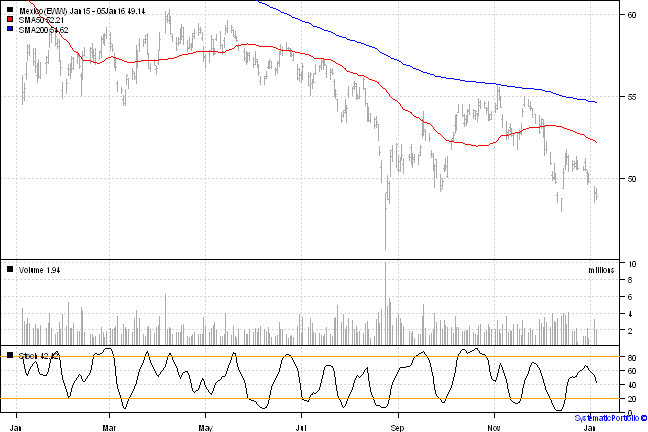 Mexico(EWW) Jan15 - 05Jan16 49.14
SMA50 52.21
SMA200 54.62
60
55
50
Volume 1.94
millions
10
8
6
4
2
Stoch 42,
80
60
40
20
0
Jan Mar May Jul Sep Nov Jan
SystematicPortfolio ©